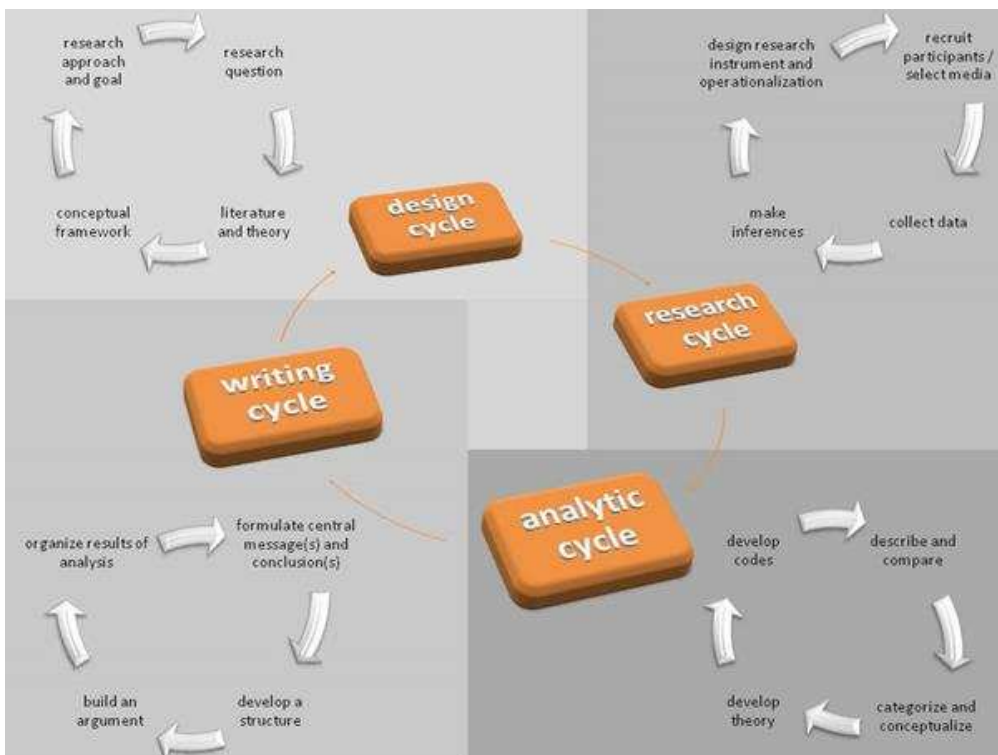 research
approach
and goal
research
question
literature
and theory
conceptual
framework
design
cycle
design research
instrument and
operationalization
recruit
participants /
select media
collect data
make
inferences
research
cycle
writing
cycle
organize results of
analysis
formulate central
message(s) and
conclusion(s)
develop a
structure
build an
argument
analytic
cycle
develop
codes
describe and
compare
categorize and
conceptualize
develop
theory